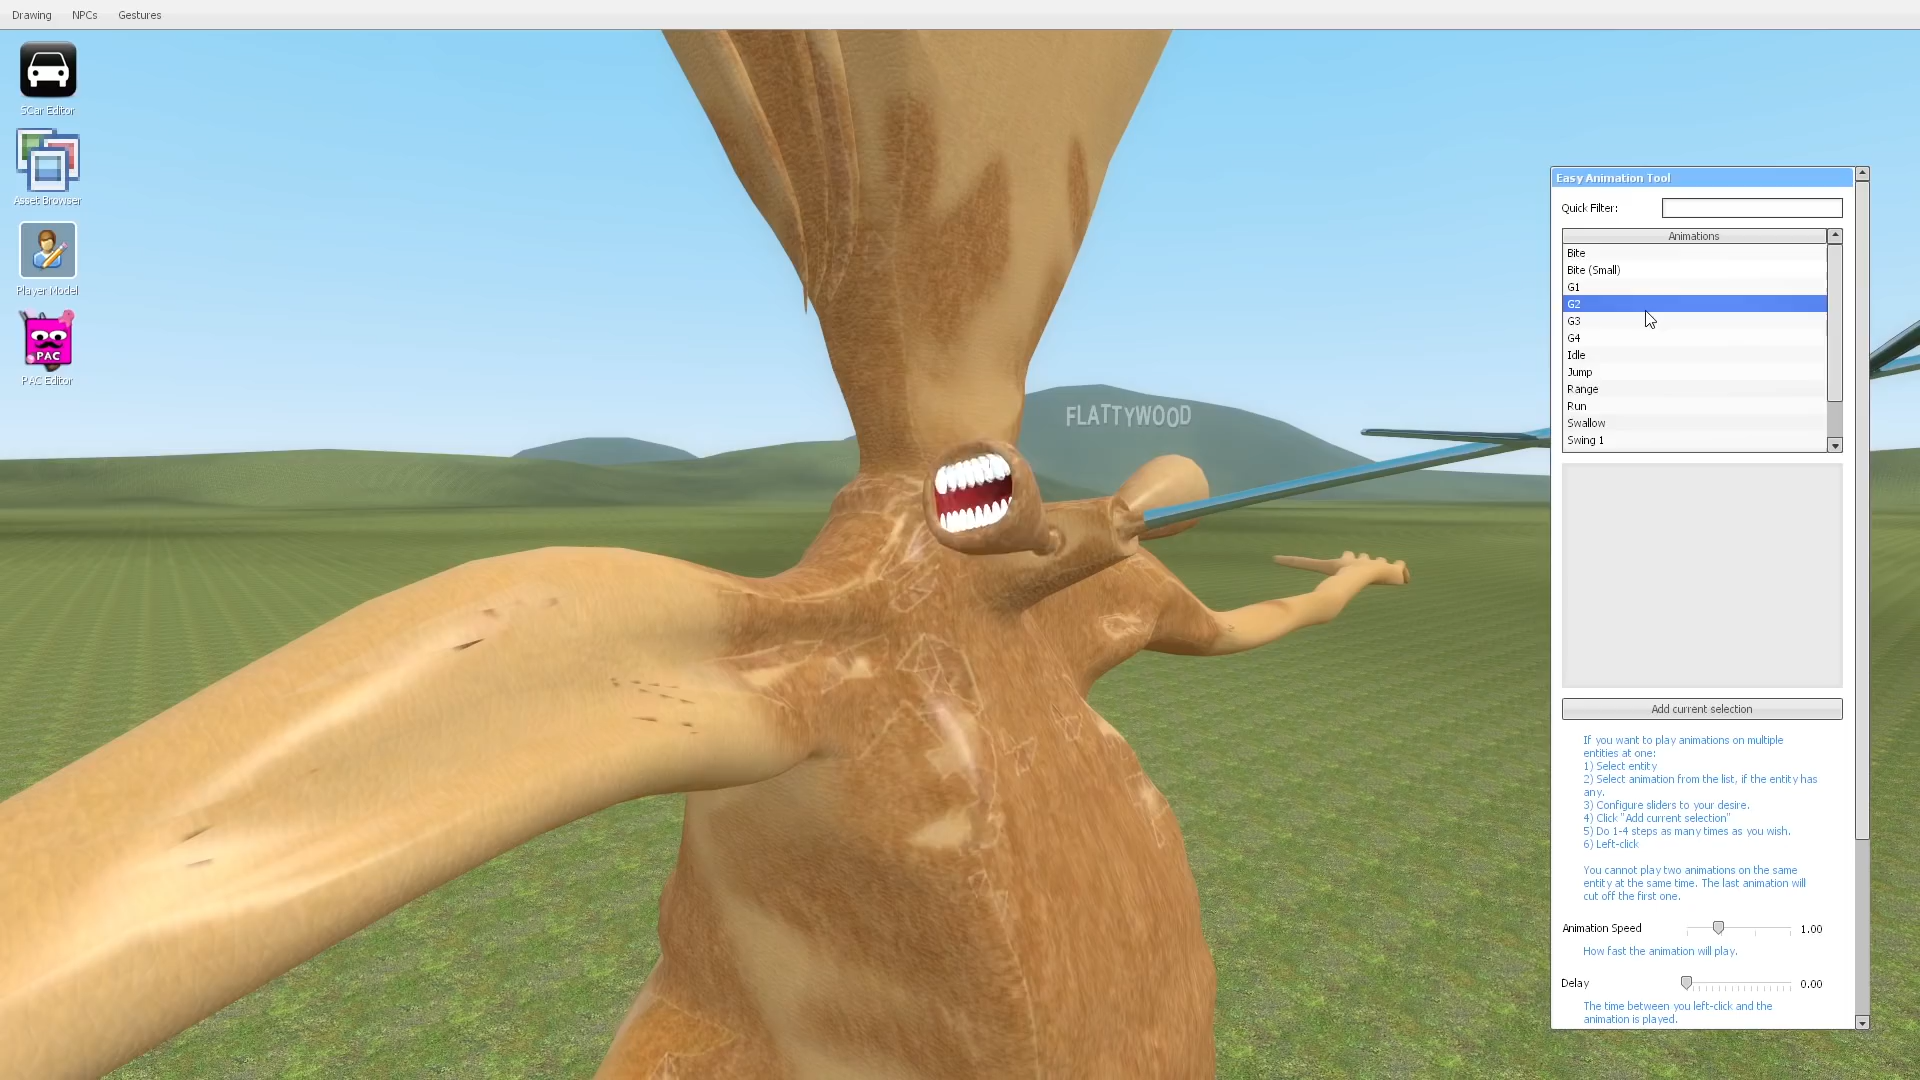 Drawing NPCs Gestures
SCar Editor
Asset Browser
Player Model
PAC
PAC Editor
FLATTYWOOD
Easy Animation Tool
Quick Filter:
Animations
Bite
Bite (Small)
G1
G2
G3
G4
Idle
Jump
Range
Run
Swallow
Swing 1
Add current selection
If you want to play animations on multiple
entities at one:
1) Select entity
2) Select animation from the list, if the entity has
any.
3) Configure sliders to your desire.
4) Click "Add current selection"
5) Do 1-4 steps as many times as you wish.
6) Left-click
You cannot play two animations on the same
entity at the same time. The last animation will
cut off the first one.
Animation Speed 1.00
How fast the animation will play.
Delay 0.00
The time between you left-click and the
animation is played.